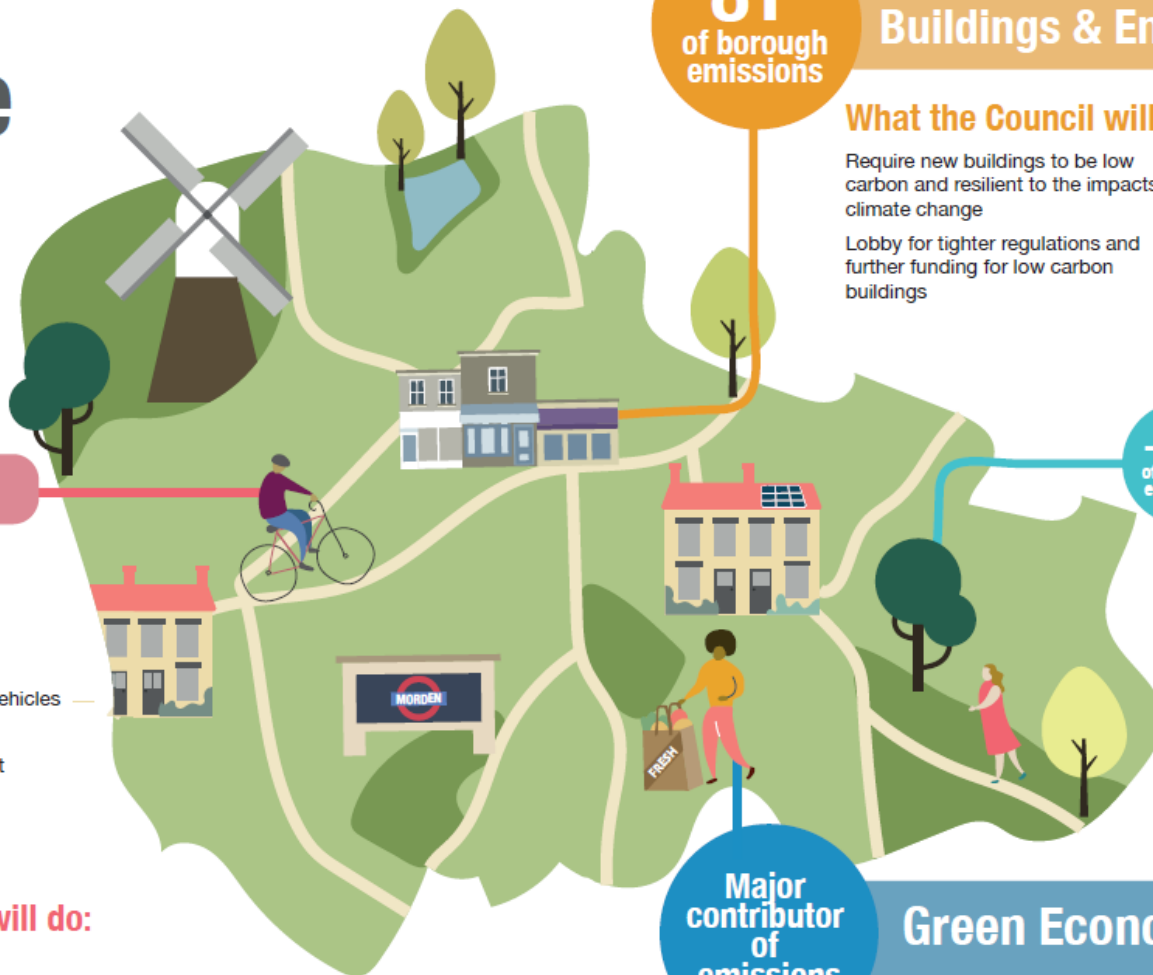 of borough
emissions
Buildings & En
What the Council will
Require new buildings to be low
carbon and resilient to the impacts
climate change
Lobby for tighter regulations and
further funding for low carbon
buildings
MORDEN
FRESH
ehicles
t
will do:
Major
contributor
of
emissions
Green Econo